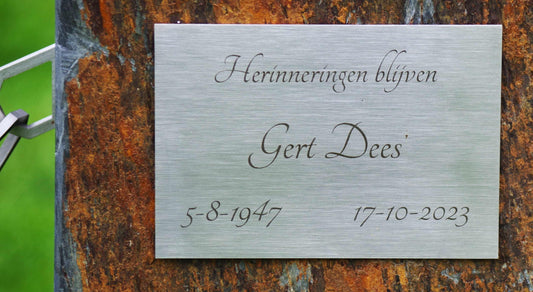 Herinneringen blijven
Gert Dees
5-8-1947 17-10-2023